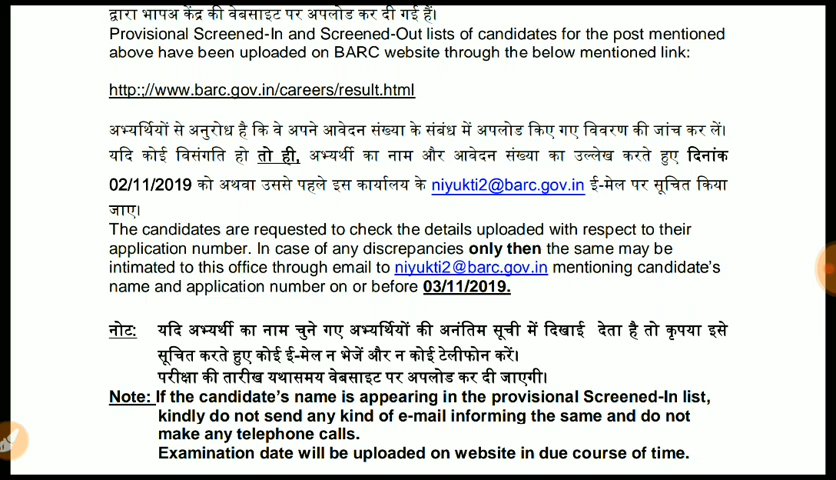 द्वारा भापअ केंद्र की वेबसाइट पर अपलोड कर दी गई हैं।
Provisional Screened-In and Screened-Out lists of candidates for the post mentioned
above have been uploaded on BARC website through the below mentioned link:
http:;//www.barc.gov.in/careers/result.html
अभ्यर्थियों से अनुरोध है कि वे अपने आवेदन संख्या के संबंध में अपलोड किए गए विवरण की जांच कर लें।
यदि कोई विसंगति हो तो ही, अभ्यर्थी का नाम और आवेदन संख्या का उल्लेख करते हुए दिनांक
02/11/2019 को अथवा उससे पहले इस कार्यालय के niyukti2@barc.gov.in ई-मेल पर सूचित किया
जाए।
The candidates are requested to check the details uploaded with respect to their
application number. In case of any discrepancies only then the same may be
intimated to this office through email to niyukti2@barc.gov.in mentioning candidate's
name and application number on or before 03/11/2019.
नोट: यदि अभ्यर्थी का नाम चुने गए अभ्यर्थियों की अनंतिम सूची में दिखाई देता है तो कृपया इसे
सूचित करते हुए कोई ई-मेल न भेजें और न कोई टेलीफोन करें।
परीक्षा की तारीख यथासमय वेबसाइट पर अपलोड कर दी जाएगी।
Note: If the candidate's name is appearing in the provisional Screened-In list,
kindly do not send any kind of e-mail informing the same and do not
make any telephone calls.
Examination date will be uploaded on website in due course of time.